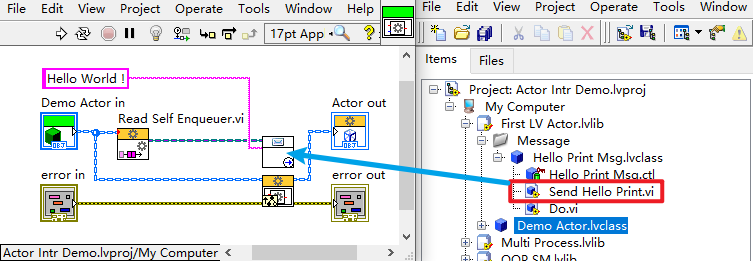 File Edit View Project Operate Tools Window
17pt App
Hello World !
Demo Actor in
Read Self Enqueuer.vi
Actor out
OBJ
OBJ
error in
error out
Actor Intr Demo.lvproj/My Computer
File Edit View Project Operate Tools
Items Files
Project: Actor Intr Demo.lvproj
My Computer
First LV Actor.lvlib
Message
Hello Print Msg.lvclass
Hello Print Msg.ctl
Send Hello Print.vi
Do.vi
Demo Actor.lvclass
Multi Process.lvlib
OOP SM.lvlib